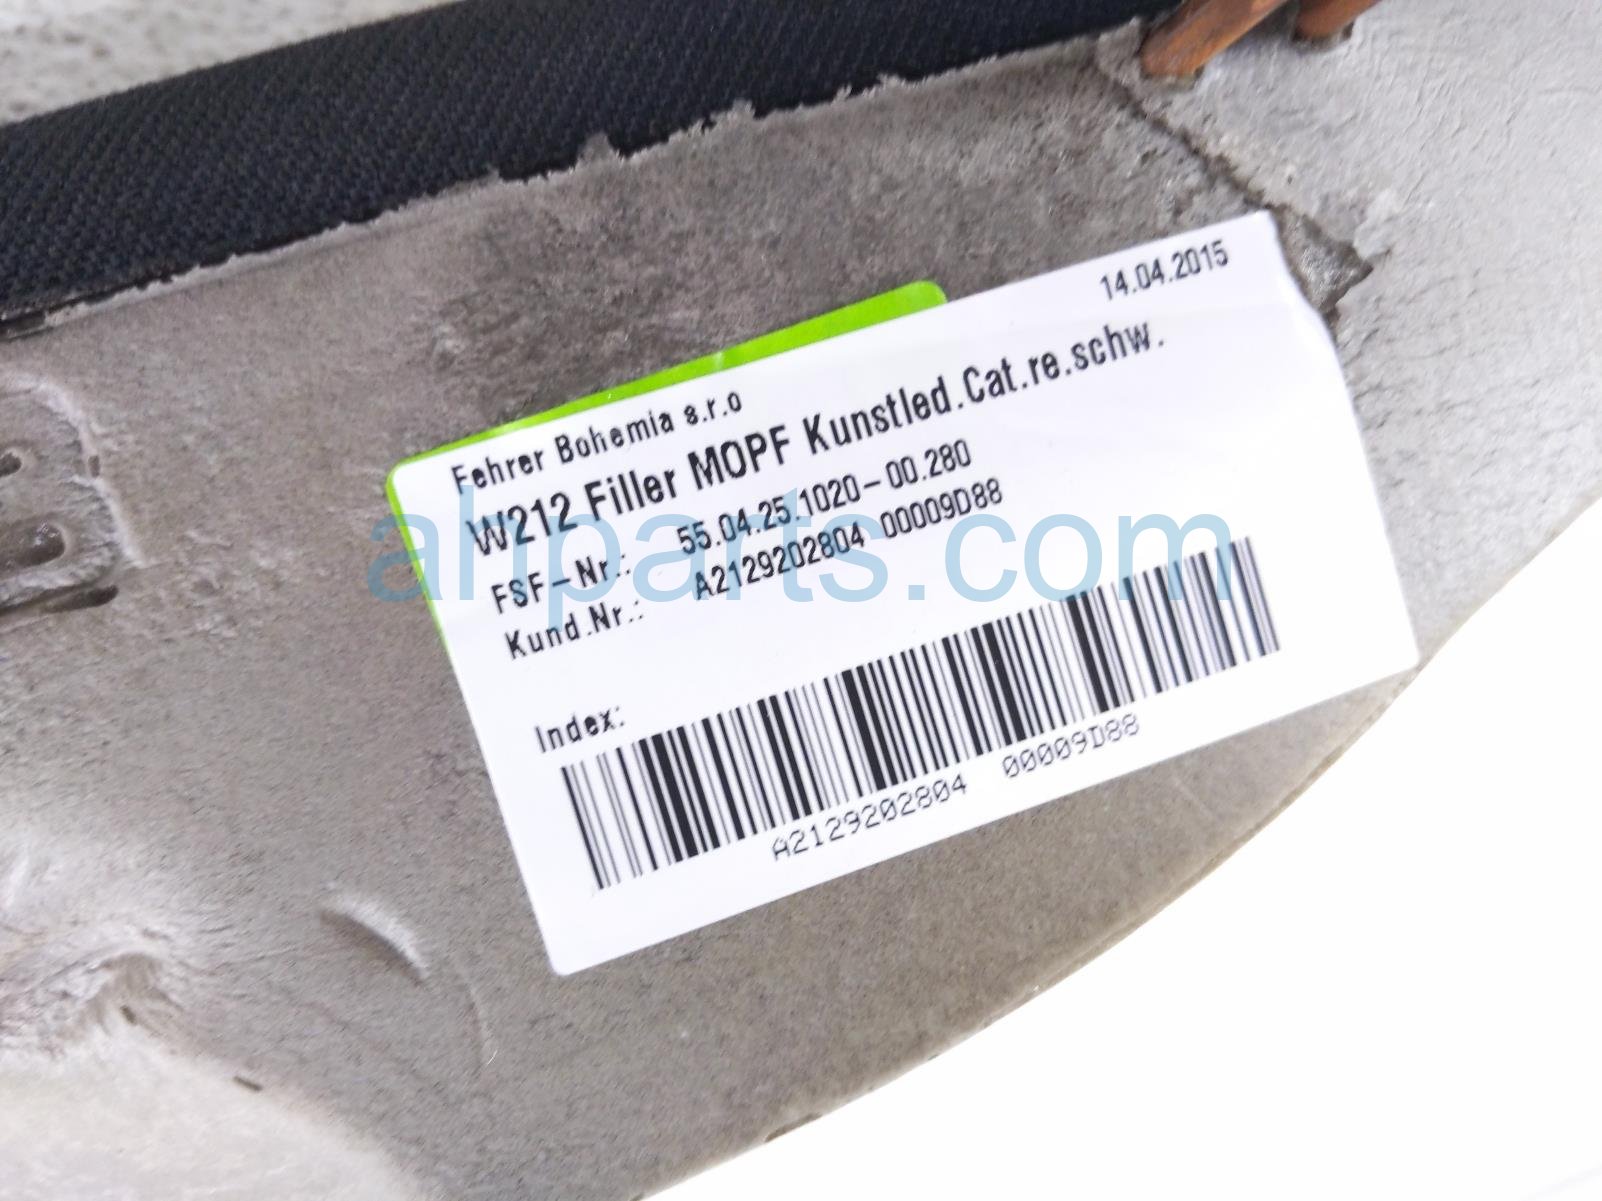 14.04.2015
Fehrer Bohemia s.r.o
W212 Filler MOPF Kunstled.Cat.re.schw.
FSF-Nr.: 55.04.25.1020-00.280
Kund.Nr.: A2129202804 00009D88
ahparts.com
Index:
A2129202804 00009D88